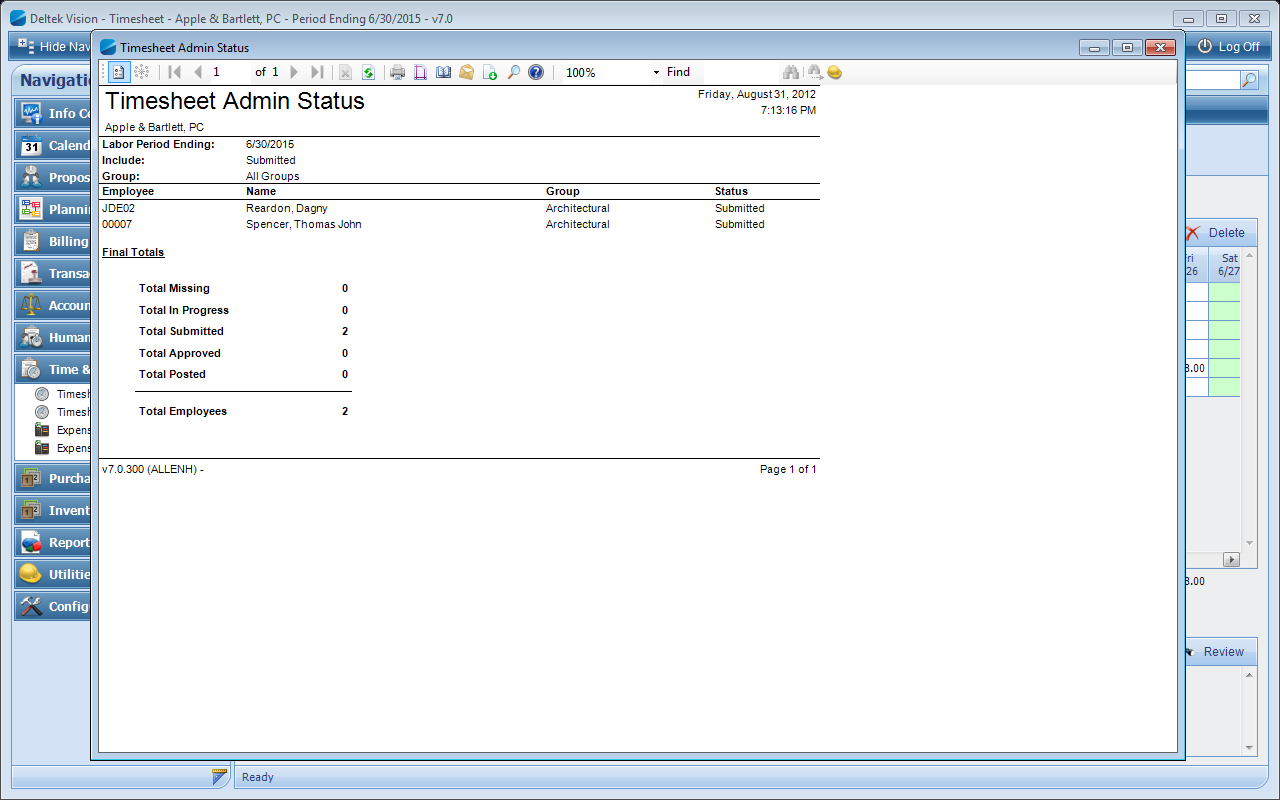 Deltek Vision - Timesheet - Apple & Bartlett, PC - Period Ending 6/30/2015 - v7.0
Hide Nav
Log Off
Timesheet Admin Status
1 of 1 100% Find
Timesheet Admin Status
Friday, August 31, 2012
7:13:16 PM
Apple & Bartlett, PC
Labor Period Ending: 6/30/2015
Include: Submitted
Group: All Groups
Employee Name Group Status
JDE02 Reardon, Dagny Architectural Submitted
00007 Spencer, Thomas John Architectural Submitted
Final Totals
Total Missing 0
Total In Progress 0
Total Submitted 2
Total Approved 0
Total Posted 0
Total Employees 2
v7.0.300 (ALLENH) -
Page 1 of 1
Navigati
Info Co
31 Calend
Propos
Planni
Billing
Transa
Accoun
Human
Time &
Timesh
Timesh
Expens
Expens
Purcha
Invent
Report
Utilitie
Config
Delete
ri Sat
26 6/27
8.00
8.00
Review
Ready